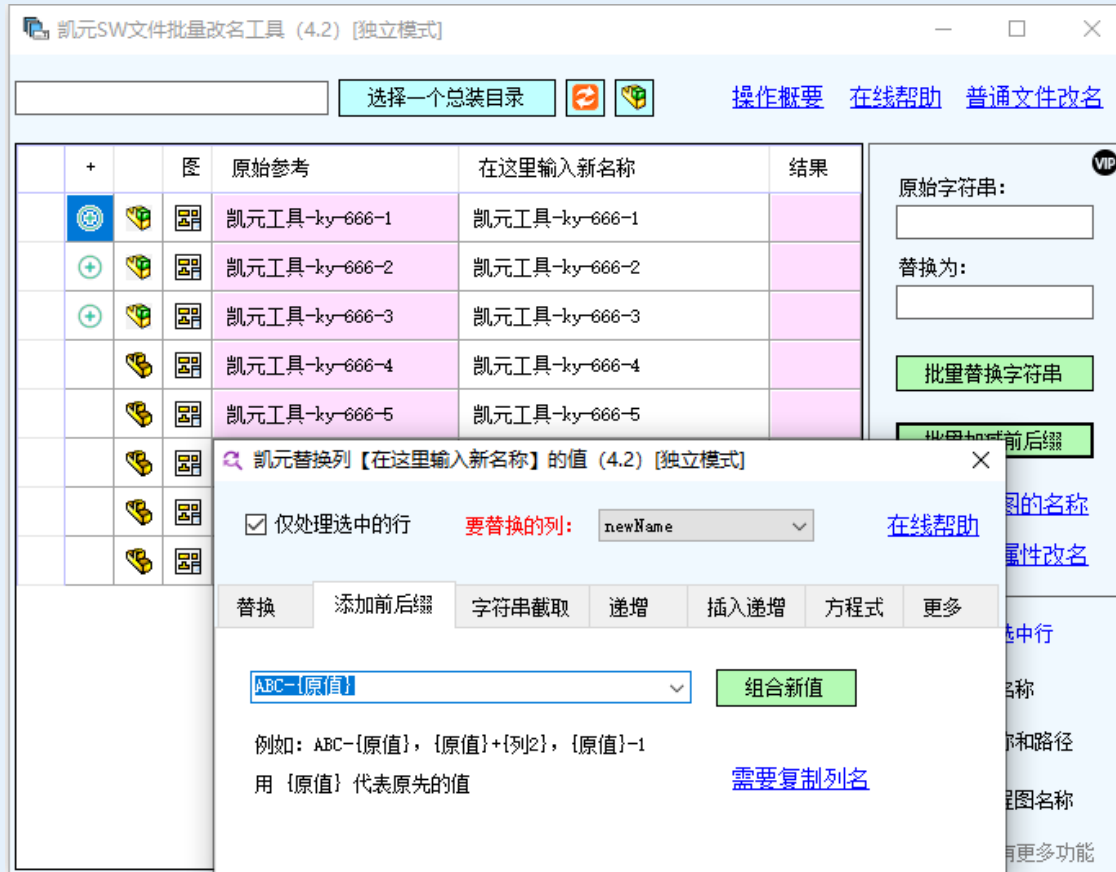 凯元SW文件批量改名工具（4.2）[独立模式]
选择一个总装目录 操作概要 在线帮助 普通文件改名
+ 图 原始参考 在这里输入新名称 结果
凯元工具-ky-666-1 凯元工具-ky-666-1
凯元工具-ky-666-2 凯元工具-ky-666-2
凯元工具-ky-666-3 凯元工具-ky-666-3
凯元工具-ky-666-4 凯元工具-ky-666-4
凯元工具-ky-666-5 凯元工具-ky-666-5
VIP
原始字符串：
替换为：
批量替换字符串
前后缀
图的名称
属性改名
选中行
名称
和路径
图名称
有更多功能
凯元替换列【在这里输入新名称】的值（4.2）[独立模式]
仅处理选中的行 要替换的列： newName 在线帮助
替换 添加前后缀 字符串截取 递增 插入递增 方程式 更多
ABC-{原值} 组合新值
例如：ABC-{原值}，{原值}+{列2}，{原值}-1
用 {原值} 代表原先的值 需要复制列名